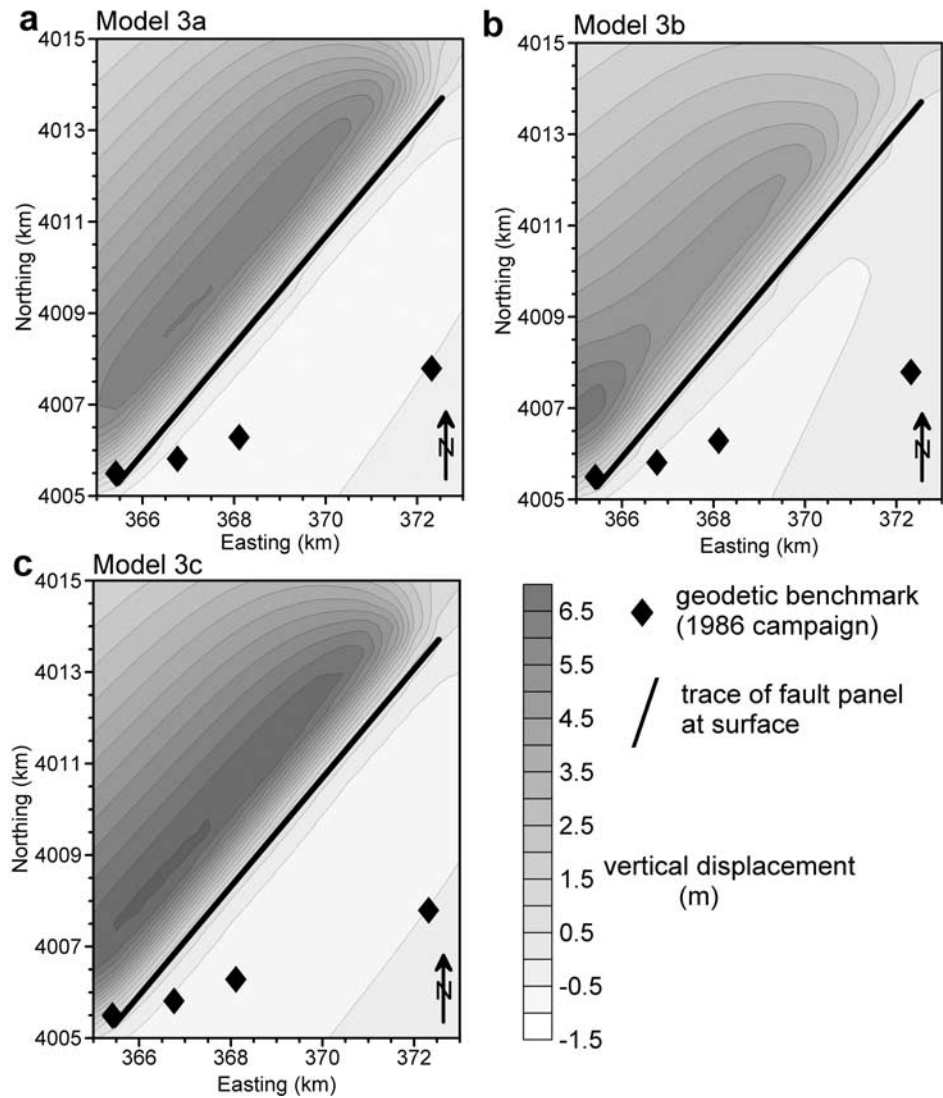 a Model 3a
4015
4013
4011
4009
4007
4005
Northing (km)
366 368 370 372
Easting (km)
N
b Model 3b
4015
4013
4011
4009
4007
4005
Northing (km)
366 368 370 372
Easting (km)
N
c Model 3c
4015
4013
4011
4009
4007
4005
Northing (km)
366 368 370 372
Easting (km)
N
6.5
5.5
4.5
3.5
2.5
1.5
0.5
-0.5
-1.5
geodetic benchmark
(1986 campaign)
trace of fault panel
at surface
vertical displacement
(m)